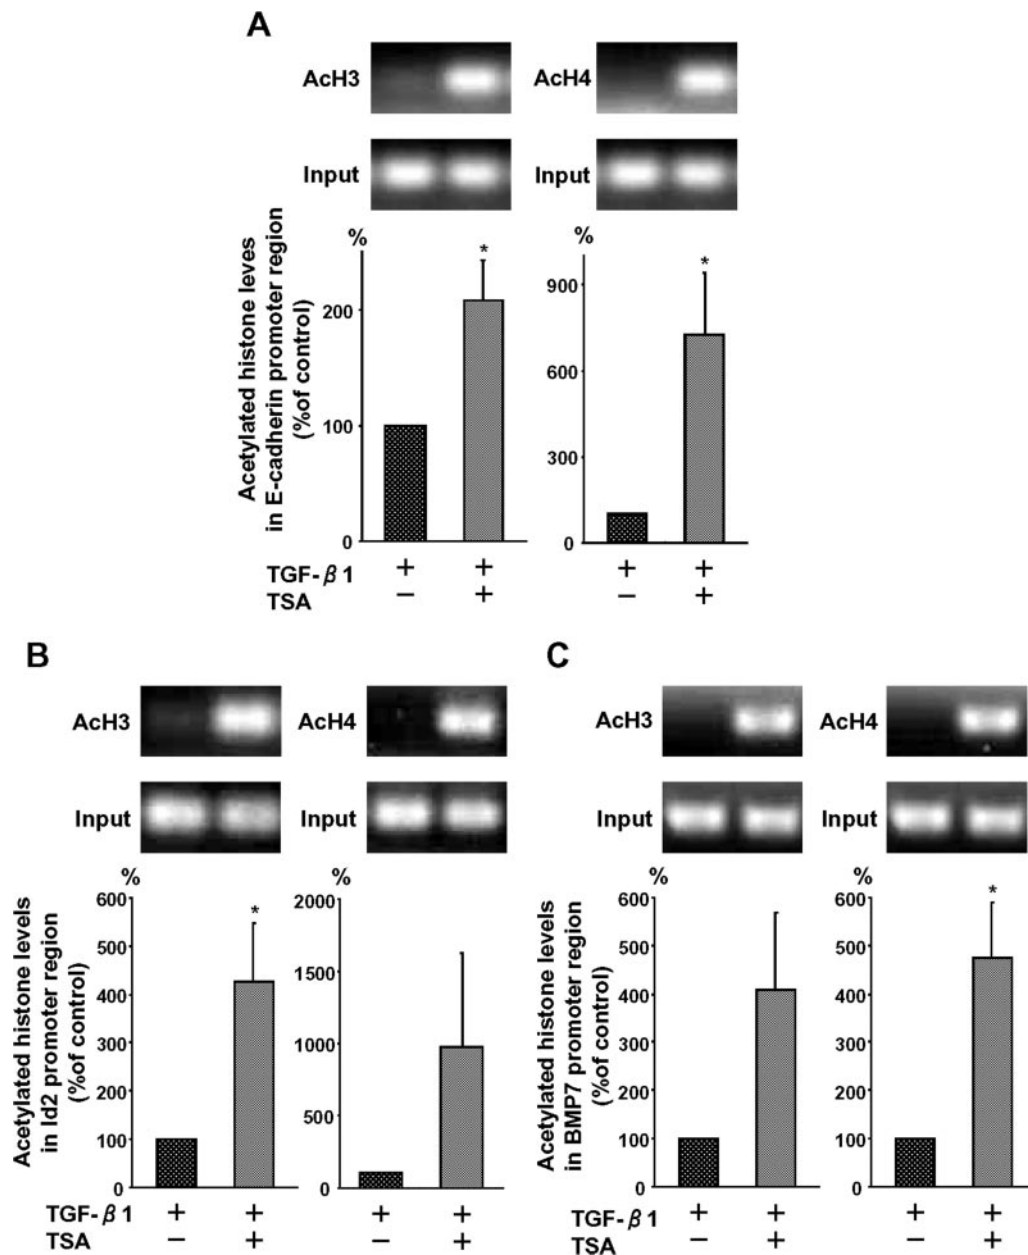 A
AcH3
AcH4
Input
Input
%
%
Acetylated histone leves
in E-cadherin promoter region
(%of control)
200
100
0
*
900
600
300
0
*
TGF-β1 + + + +
TSA − + − +
B
AcH3
AcH4
Input
Input
%
%
Acetylated histone levels
in Id2 promoter region
(%of control)
600
500
400
300
200
100
0
*
2000
1500
1000
500
0
TGF-β1 + + + +
TSA − + − +
C
AcH3
AcH4
Input
Input
%
%
Acetylated histone levels
in BMP7 promoter region
(%of control)
600
500
400
300
200
100
0
600
500
400
300
200
100
0
*
TGF-β1 + + + +
TSA − + − +